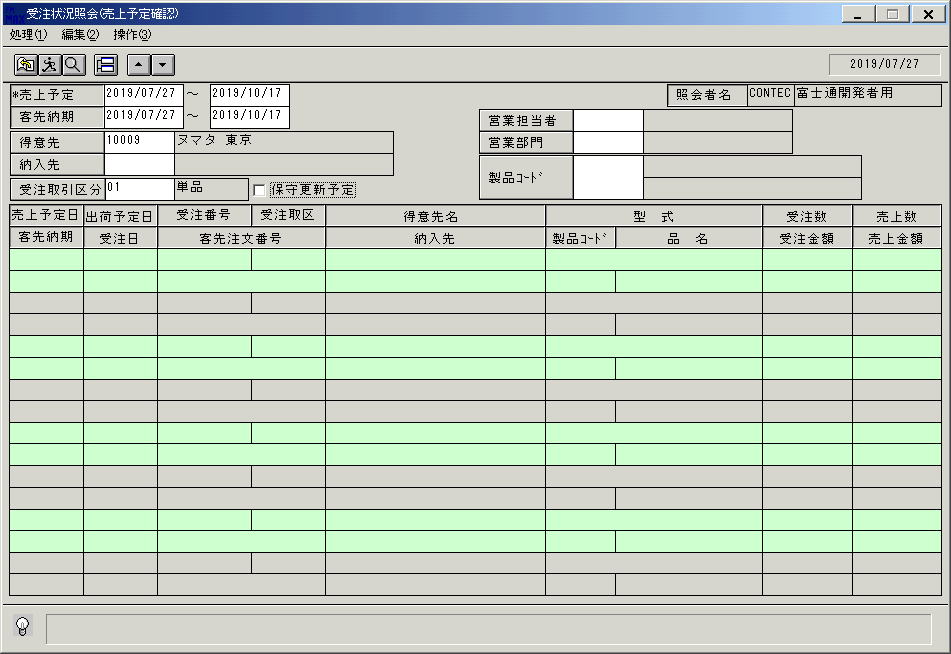 受注状況照会(売上予定確認)
処理(1) 編集(2) 操作(3)
2019/07/27
*売上予定 2019/07/27 ～ 2019/10/17 照会者名 CONTEC 富士通開発者用
客先納期 2019/07/27 ～ 2019/10/17 営業担当者
得意先 10009 ヌマタ 東京 営業部門
納入先 製品ｺｰﾄﾞ
受注取引区分 01 単品 保守更新予定
売上予定日 出荷予定日 受注番号 受注取区 得意先名 型 式 受注数 売上数
客先納期 受注日 客先注文番号 納入先 製品ｺｰﾄﾞ 品 名 受注金額 売上金額